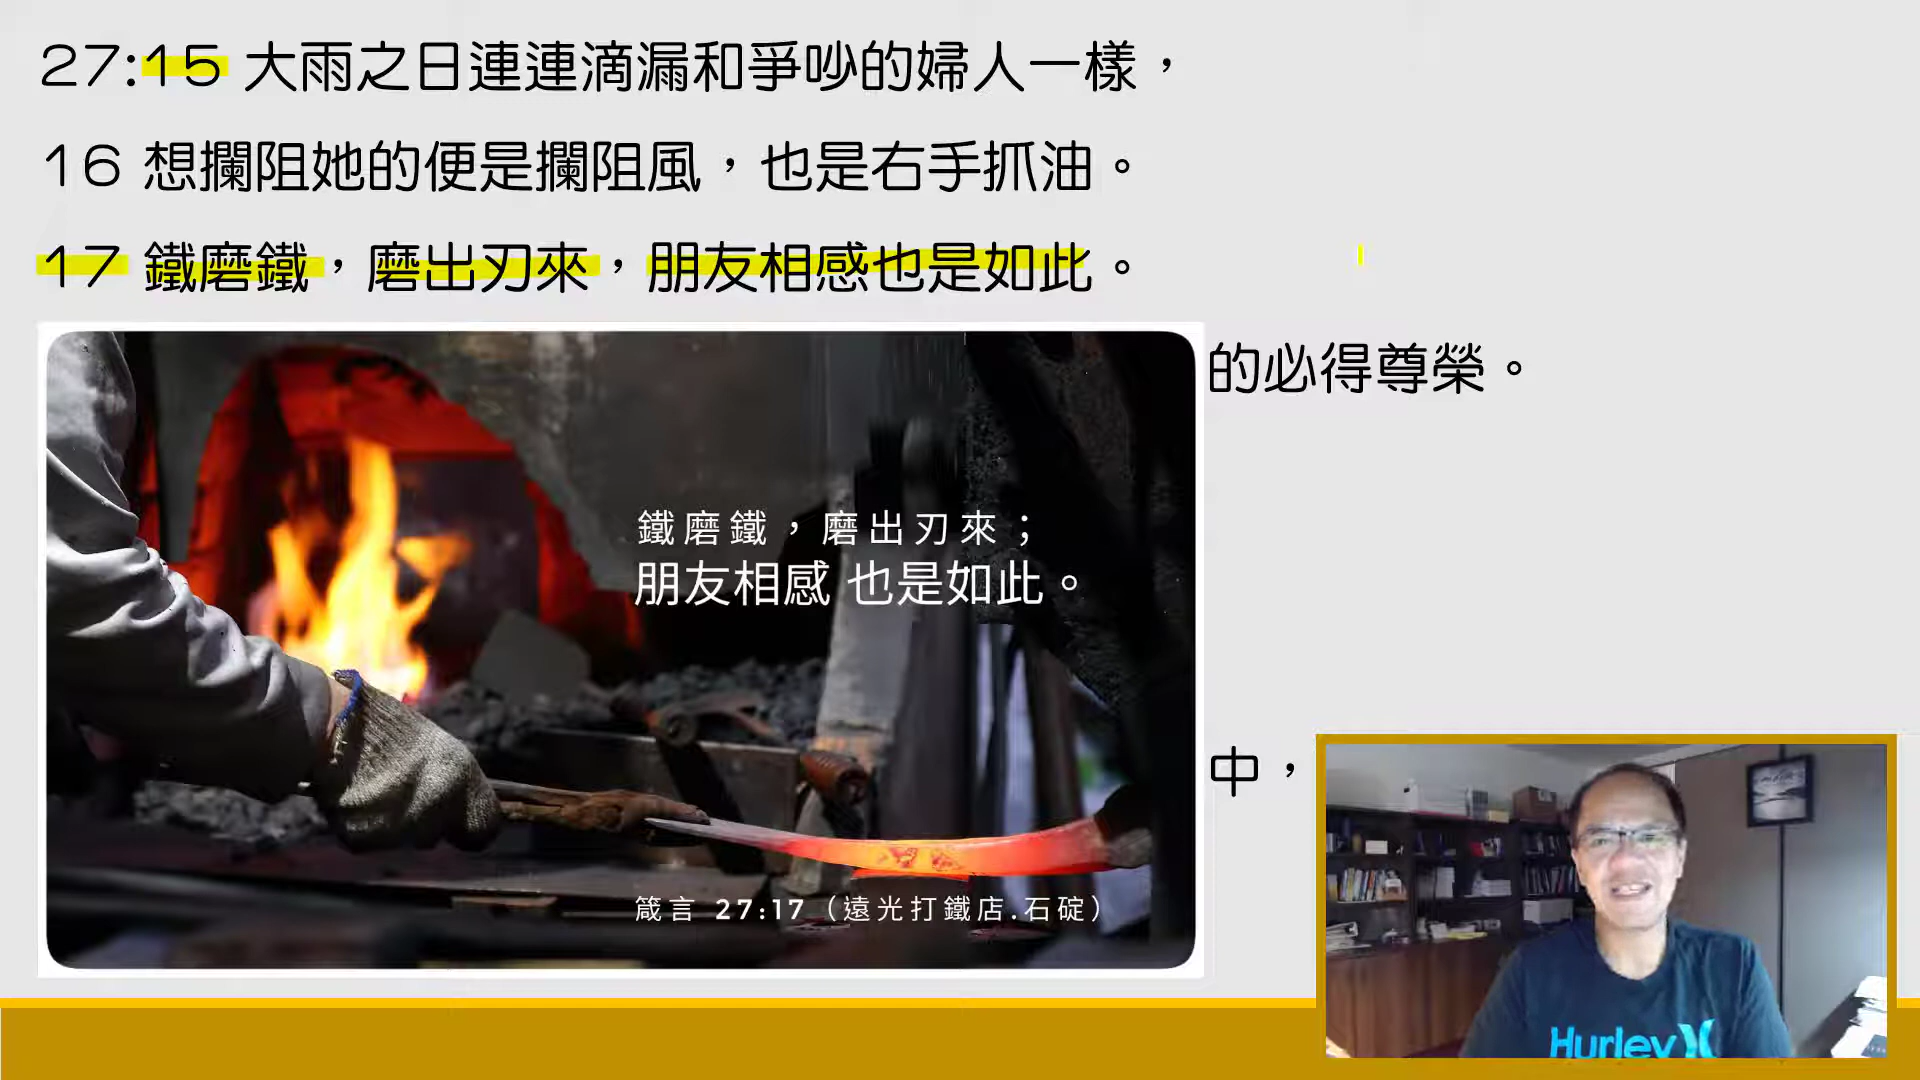 27:15 大雨之日連連滴漏和爭吵的婦人一樣，
16 想攔阻她的便是攔阻風，也是右手抓油。
17 鐵磨鐵，磨出刃來，朋友相感也是如此。
的必得尊榮。
鐵磨鐵，磨出刃來；
朋友相感 也是如此。
中，
箴言 27:17（遠光打鐵店.石碇）
Hurley